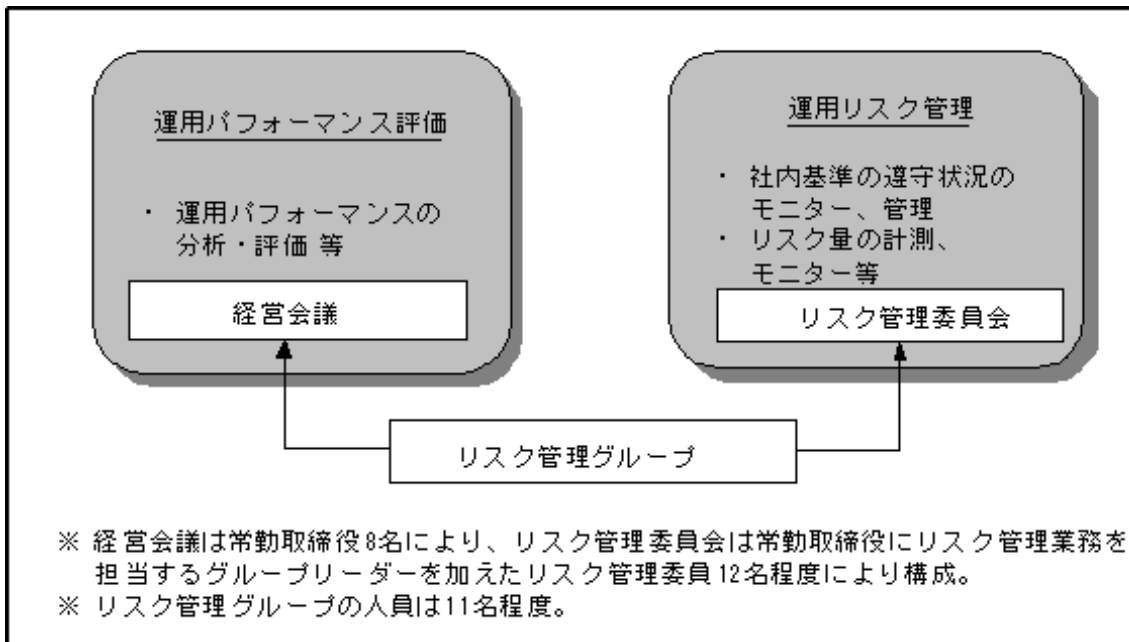 運用パフォーマンス評価
・ 運用パフォーマンスの
分析・評価 等
経営会議
運用リスク管理
・ 社内基準の遵守状況の
モニター、管理
・ リスク量の計測、
モニター等
リスク管理委員会
リスク管理グループ
※ 経営会議は常勤取締役8名により、リスク管理委員会は常勤取締役にリスク管理業務を
担当するグループリーダーを加えたリスク管理委員12名程度により構成。
※ リスク管理グループの人員は11名程度。